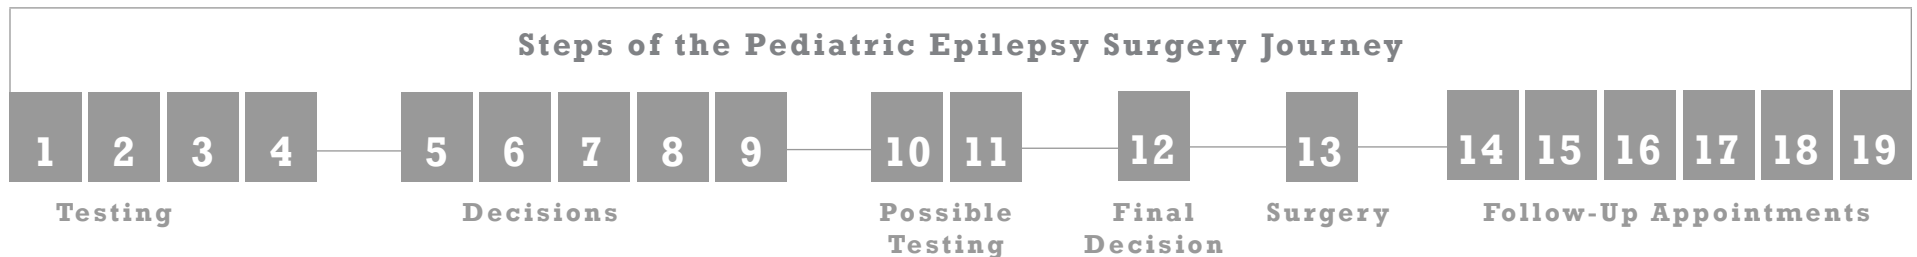 Steps of the Pediatric Epilepsy Surgery Journey
1 2 3 4 5 6 7 8 9 10 11 12 13 14 15 16 17 18 19
Testing Decisions Possible Final Surgery Follow-Up Appointments
Testing Decision